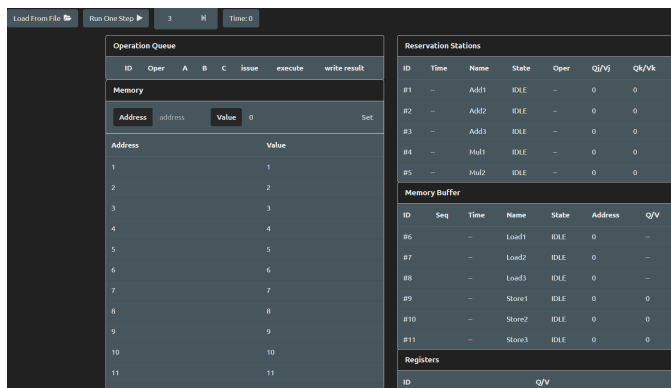 Load From File Run One Step 3 Time: 0
Operation Queue
ID Oper A B C issue execute write result
Memory
Address address Value 0 Set
Address Value
1 1
2 2
3 3
4 4
5 5
6 6
7 7
8 8
9 9
10 10
11 11
Reservation Stations
ID Time Name State Oper Qj/Vj Qk/Vk
#1 -- Add1 IDLE -- 0 0
#2 -- Add2 IDLE -- 0 0
#3 -- Add3 IDLE -- 0 0
#4 -- Mul1 IDLE -- 0 0
#5 -- Mul2 IDLE -- 0 0
Memory Buffer
ID Seq Time Name State Address Q/V
#6 -- Load1 IDLE 0 --
#7 -- Load2 IDLE 0 --
#8 -- Load3 IDLE 0 --
#9 -- Store1 IDLE 0 0
#10 -- Store2 IDLE 0 0
#11 -- Store3 IDLE 0 0
Registers
ID Q/V